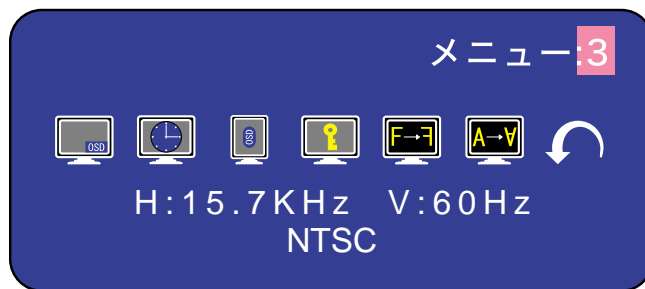 メニュー:3
OSD OSD F→ꟻ A→∀
H:15.7KHz V:60Hz
NTSC